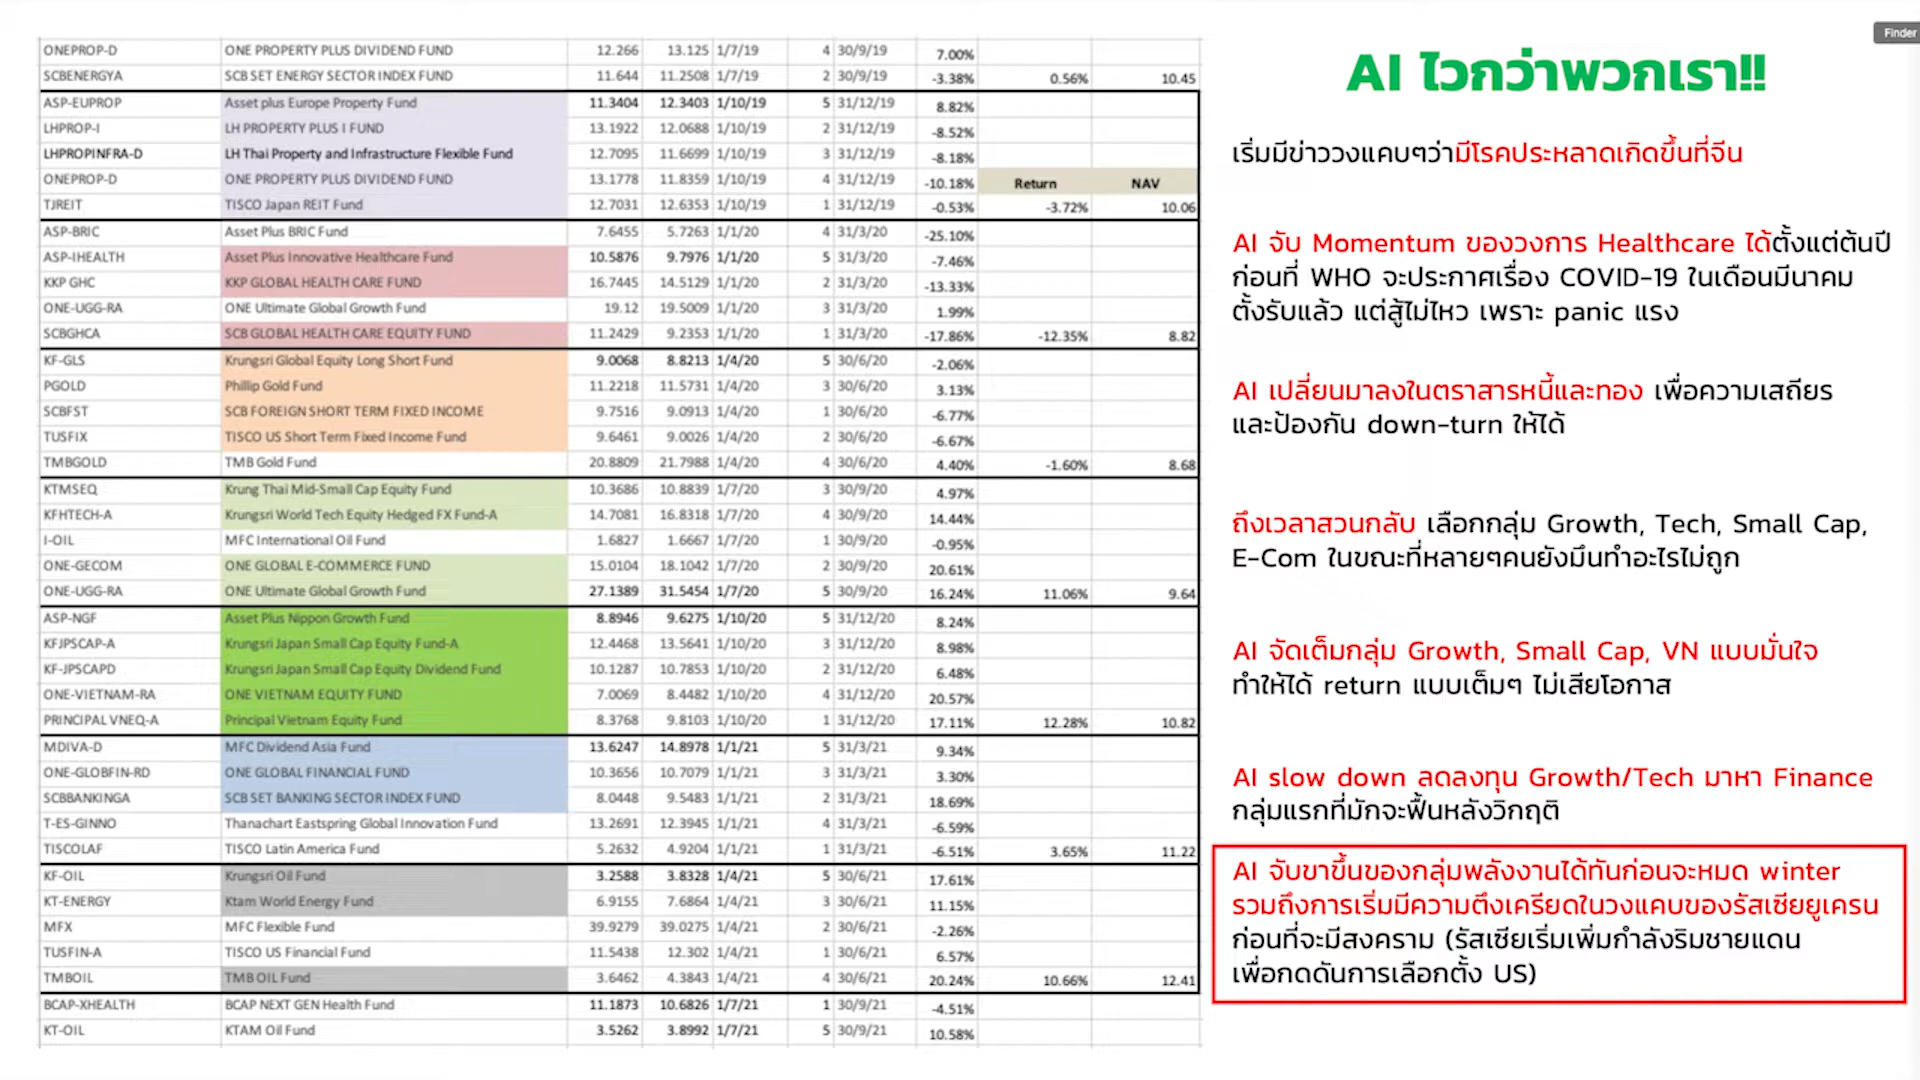 ONEPROP-D ONE PROPERTY PLUS DIVIDEND FUND 12.266 13.125 1/7/19 4 30/9/19 7.00%
SCBENERGYA SCB SET ENERGY SECTOR INDEX FUND 11.644 11.2508 1/7/19 2 30/9/19 -3.38% 0.56% 10.45
ASP-EUPROP Asset plus Europe Property Fund 11.3404 12.3403 1/10/19 5 31/12/19 8.82%
LHPROP-I LH PROPERTY PLUS I FUND 13.1922 12.0688 1/10/19 2 31/12/19 -8.52%
LHPROPINFRA-D LH Thai Property and Infrastructure Flexible Fund 12.7095 11.6699 1/10/19 3 31/12/19 -8.18%
ONEPROP-D ONE PROPERTY PLUS DIVIDEND FUND 13.1778 11.8359 1/10/19 4 31/12/19 -10.18% Return NAV
TJREIT TISCO Japan REIT Fund 12.7031 12.6353 1/10/19 1 31/12/19 -0.53% -3.72% 10.06
ASP-BRIC Asset Plus BRIC Fund 7.6455 5.7263 1/1/20 4 31/3/20 -25.10%
ASP-IHEALTH Asset Plus Innovative Healthcare Fund 10.5876 9.7976 1/1/20 5 31/3/20 -7.46%
KKP GHC KKP GLOBAL HEALTH CARE FUND 16.7445 14.5129 1/1/20 2 31/3/20 -13.33%
ONE-UGG-RA ONE Ultimate Global Growth Fund 19.12 19.5009 1/1/20 3 31/3/20 1.99%
SCBGHCA SCB GLOBAL HEALTH CARE EQUITY FUND 11.2429 9.2353 1/1/20 1 31/3/20 -17.86% -12.35% 8.82
KF-GLS Krungsri Global Equity Long Short Fund 9.0068 8.8213 1/4/20 5 30/6/20 -2.06%
PGOLD Phillip Gold Fund 11.2218 11.5731 1/4/20 3 30/6/20 3.13%
SCBFST SCB FOREIGN SHORT TERM FIXED INCOME 9.7516 9.0913 1/4/20 1 30/6/20 -6.77%
TUSFIX TISCO US Short Term Fixed Income Fund 9.6461 9.0026 1/4/20 2 30/6/20 -6.67%
TMBGOLD TMB Gold Fund 20.8809 21.7988 1/4/20 4 30/6/20 4.40% -1.60% 8.68
KTMSEQ Krung Thai Mid-Small Cap Equity Fund 10.3686 10.8839 1/7/20 3 30/9/20 4.97%
KFHTECH-A Krungsri World Tech Equity Hedged FX Fund-A 14.7081 16.8318 1/7/20 4 30/9/20 14.44%
I-OIL MFC International Oil Fund 1.6827 1.6667 1/7/20 1 30/9/20 -0.95%
ONE-GECOM ONE GLOBAL E-COMMERCE FUND 15.0104 18.1042 1/7/20 2 30/9/20 20.61%
ONE-UGG-RA ONE Ultimate Global Growth Fund 27.1389 31.5454 1/7/20 5 30/9/20 16.24% 11.06% 9.64
ASP-NGF Asset Plus Nippon Growth Fund 8.8946 9.6275 1/10/20 5 31/12/20 8.24%
KFJPSCAP-A Krungsri Japan Small Cap Equity Fund-A 12.4468 13.5641 1/10/20 3 31/12/20 8.98%
KF-JPSCAPD Krungsri Japan Small Cap Equity Dividend Fund 10.1287 10.7853 1/10/20 2 31/12/20 6.48%
ONE-VIETNAM-RA ONE VIETNAM EQUITY FUND 7.0069 8.4482 1/10/20 4 31/12/20 20.57%
PRINCIPAL VNEQ-A Principal Vietnam Equity Fund 8.3768 9.8103 1/10/20 1 31/12/20 17.11% 12.28% 10.82
MDIVA-D MFC Dividend Asia Fund 13.6247 14.8978 1/1/21 5 31/3/21 9.34%
ONE-GLOBFIN-RD ONE GLOBAL FINANCIAL FUND 10.3656 10.7079 1/1/21 3 31/3/21 3.30%
SCBBANKINGA SCB SET BANKING SECTOR INDEX FUND 8.0448 9.5483 1/1/21 2 31/3/21 18.69%
T-ES-GINNO Thanachart Eastspring Global Innovation Fund 13.2691 12.3945 1/1/21 4 31/3/21 -6.59%
TISCOLAF TISCO Latin America Fund 5.2632 4.9204 1/1/21 1 31/3/21 -6.51% 3.65% 11.22
KF-OIL Krungsri Oil Fund 3.2588 3.8328 1/4/21 5 30/6/21 17.61%
KT-ENERGY Ktam World Energy Fund 6.9155 7.6864 1/4/21 3 30/6/21 11.15%
MFX MFC Flexible Fund 39.9279 39.0275 1/4/21 2 30/6/21 -2.26%
TUSFIN-A TISCO US Financial Fund 11.5438 12.302 1/4/21 1 30/6/21 6.57%
TMBOIL TMB OIL Fund 3.6462 4.3843 1/4/21 4 30/6/21 20.24% 10.66% 12.41
BCAP-XHEALTH BCAP NEXT GEN Health Fund 11.1873 10.6826 1/7/21 1 30/9/21 -4.51%
KT-OIL KTAM Oil Fund 3.5262 3.8992 1/7/21 5 30/9/21 10.58%
Finder
AI ไวกว่าพวกเรา!!
เริ่มมีข่าววงแคบๆว่ามีโรคประหลาดเกิดขึ้นที่จีน
AI จับ Momentum ของวงการ Healthcare ได้ตั้งแต่ต้นปี
ก่อนที่ WHO จะประกาศเรื่อง COVID-19 ในเดือนมีนาคม
ตั้งรับแล้ว แต่สู้ไม่ไหว เพราะ panic แรง
AI เปลี่ยนมาลงในตราสารหนี้และทอง เพื่อความเสถียร
และป้องกัน down-turn ให้ได้
ถึงเวลาสวนกลับ เลือกกลุ่ม Growth, Tech, Small Cap,
E-Com ในขณะที่หลายๆคนยังมึนทำอะไรไม่ถูก
AI จัดเต็มกลุ่ม Growth, Small Cap, VN แบบมั่นใจ
ทำให้ได้ return แบบเต็มๆ ไม่เสียโอกาส
AI slow down ลดลงทุน Growth/Tech มาหา Finance
กลุ่มแรกที่มักจะฟื้นหลังวิกฤติ
AI จับขาขึ้นของกลุ่มพลังงานได้ทันก่อนจะหมด winter
รวมถึงการเริ่มมีความตึงเครียดในวงแคบของรัสเซียยูเครน
ก่อนที่จะมีสงคราม (รัสเซียเริ่มเพิ่มกำลังริมชายแดน
เพื่อกดดันการเลือกตั้ง US)